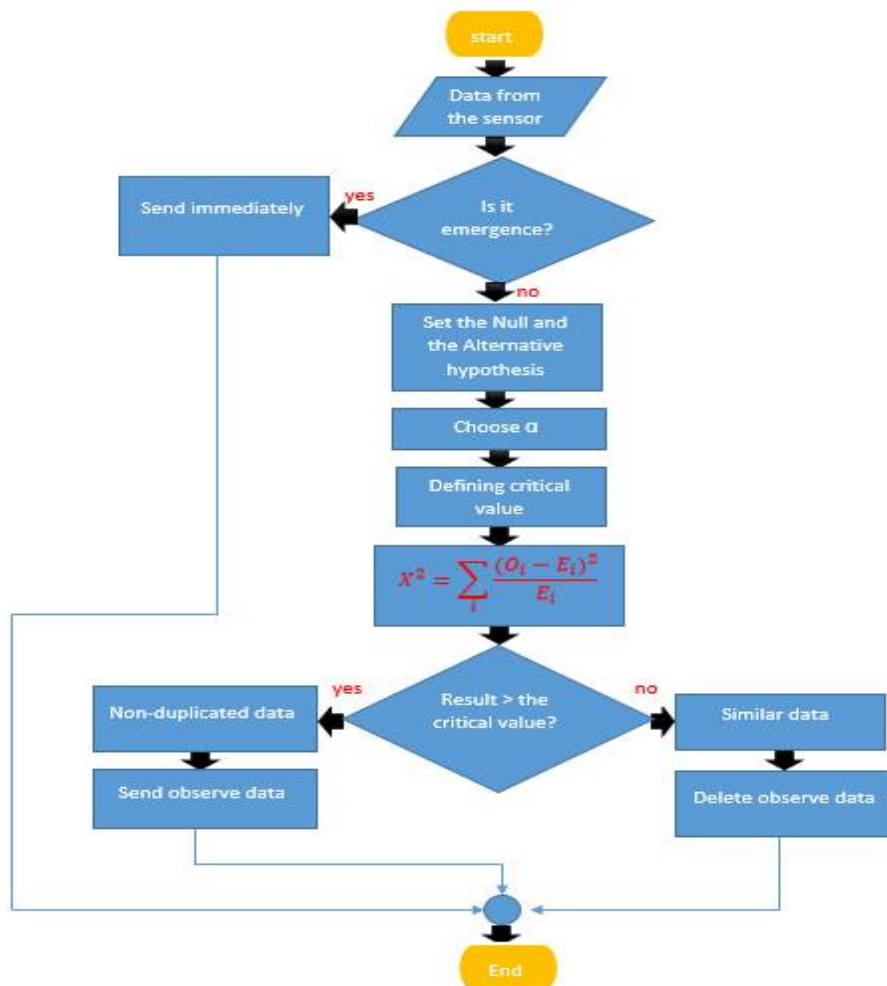 start
Data from
the sensor
Send immediately
yes
Is it
emergence?
no
Set the Null and
the Alternative
hypothesis
Choose α
Defining critical
value
X² = ∑ᵢ (Oᵢ − Eᵢ)² / Eᵢ
yes
Result > the
critical value?
no
Non-duplicated data
Similar data
Send observe data
Delete observe data
End